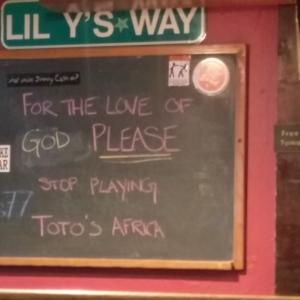 LIL Y'S★WAY
FOR THE LOVE OF
GOD PLEASE
STOP PLAYING
TOTO'S AFRICA